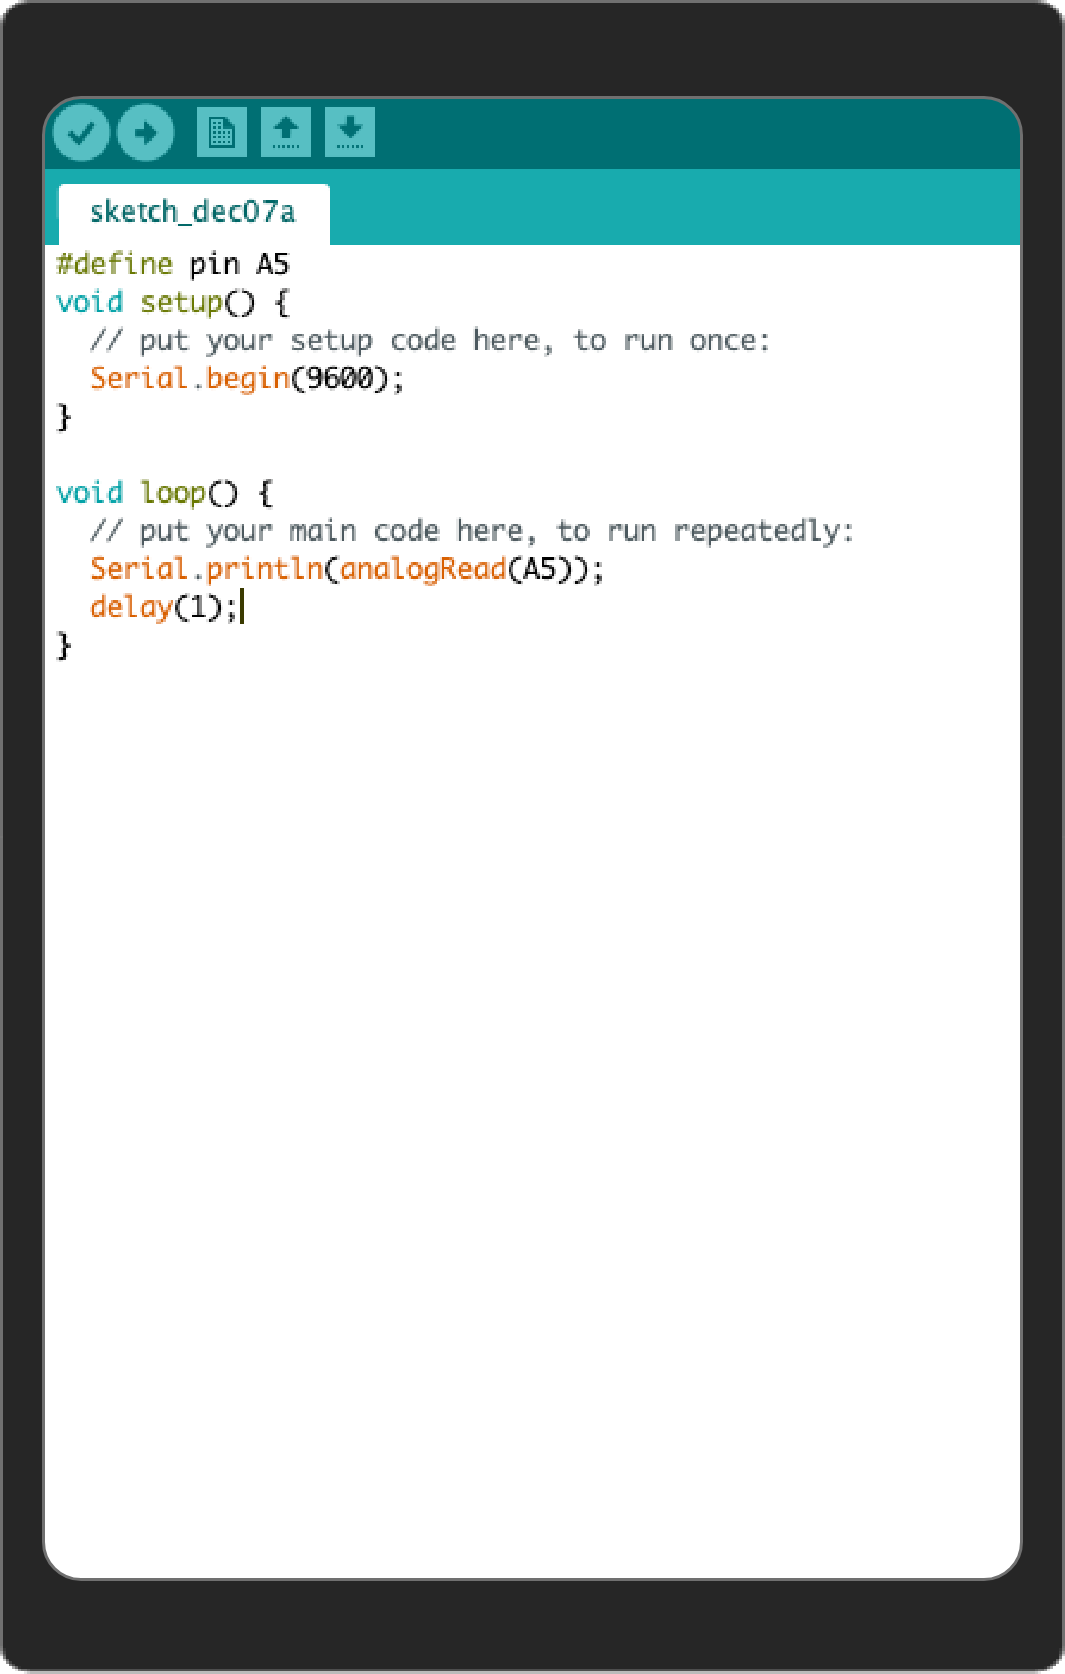 sketch_dec07a
#define pin A5
void setup() {
  // put your setup code here, to run once:
  Serial.begin(9600);
}

void loop() {
  // put your main code here, to run repeatedly:
  Serial.println(analogRead(A5));
  delay(1);
}